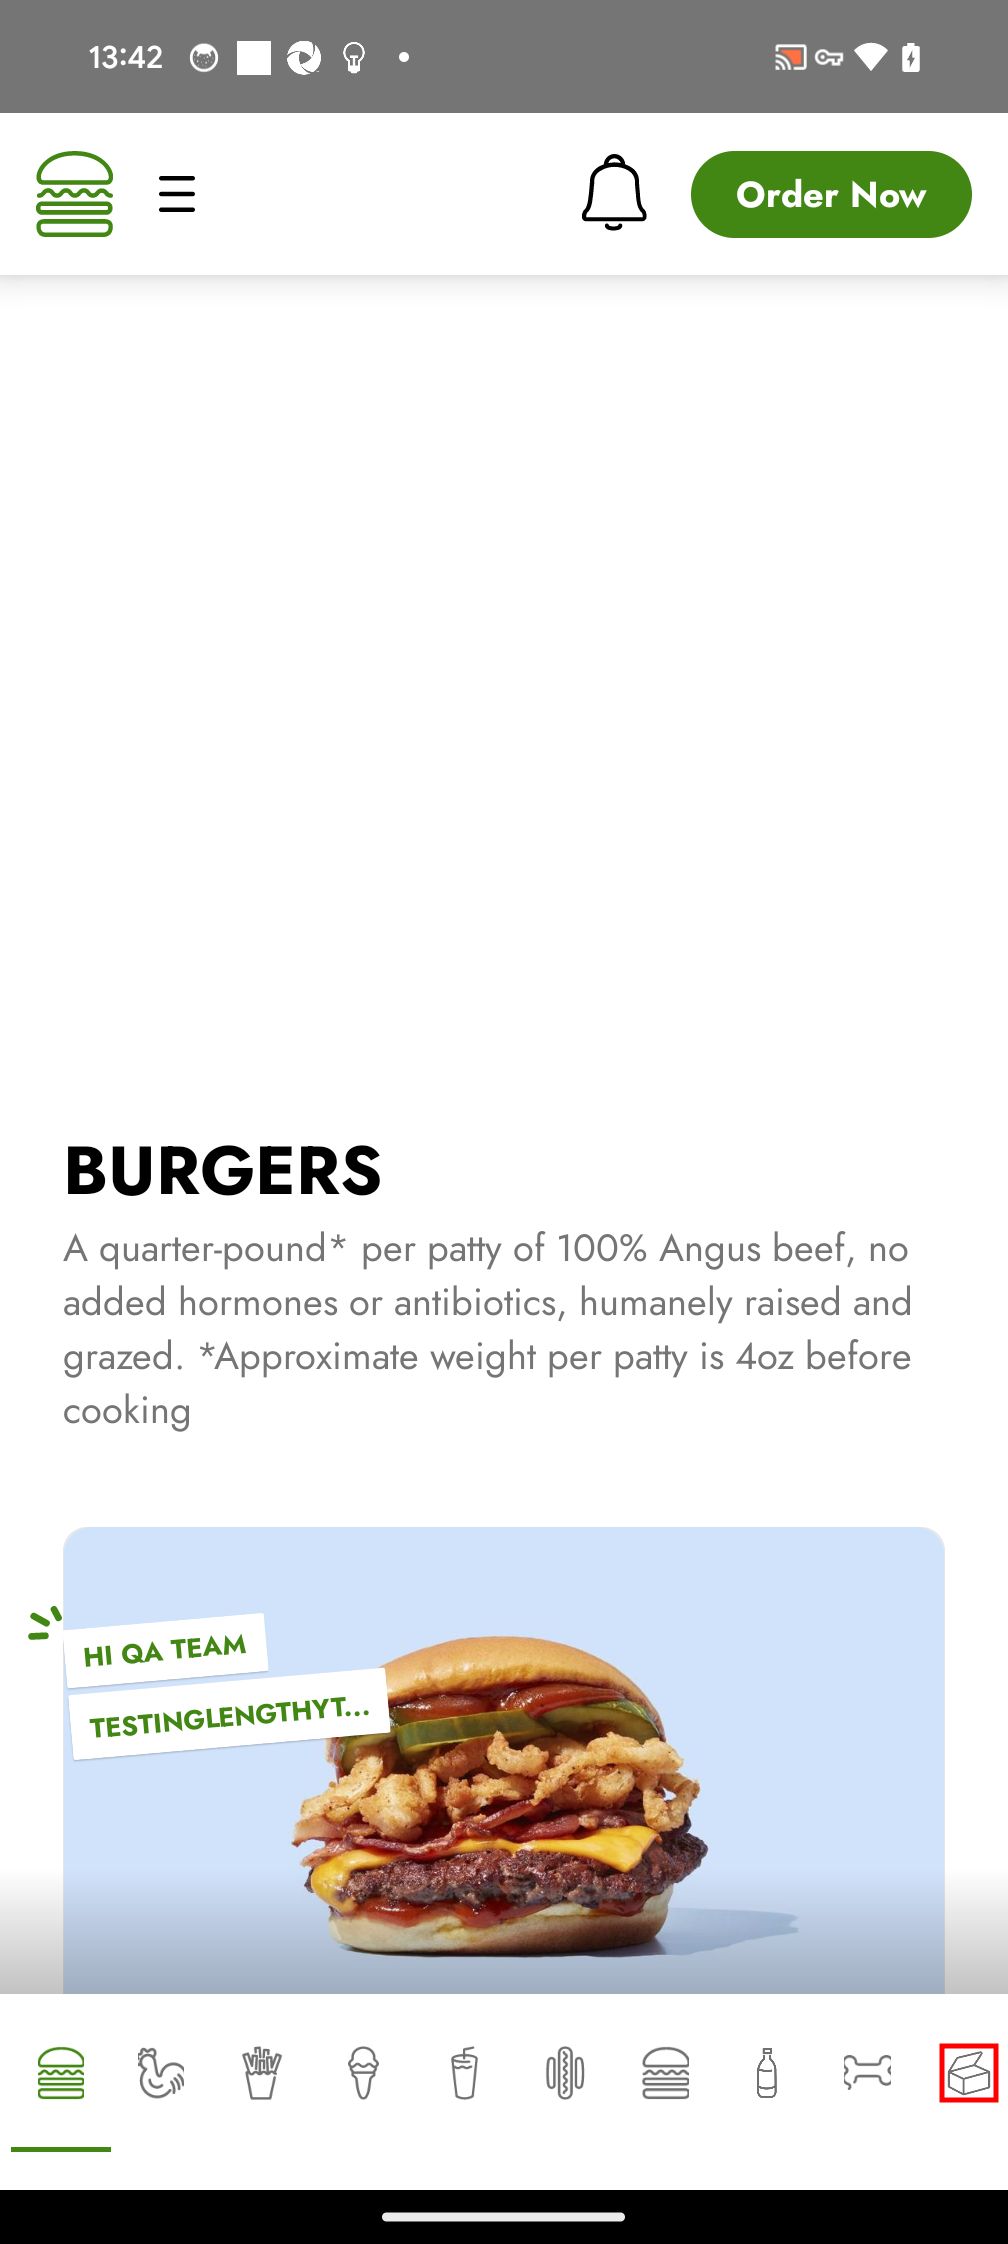 13:42
Order Now
BURGERS
A quarter-pound* per patty of 100% Angus beef, no
added hormones or antibiotics, humanely raised and
grazed. *Approximate weight per patty is 4oz before
cooking
HI QA TEAM
TESTINGLENGTHYT...